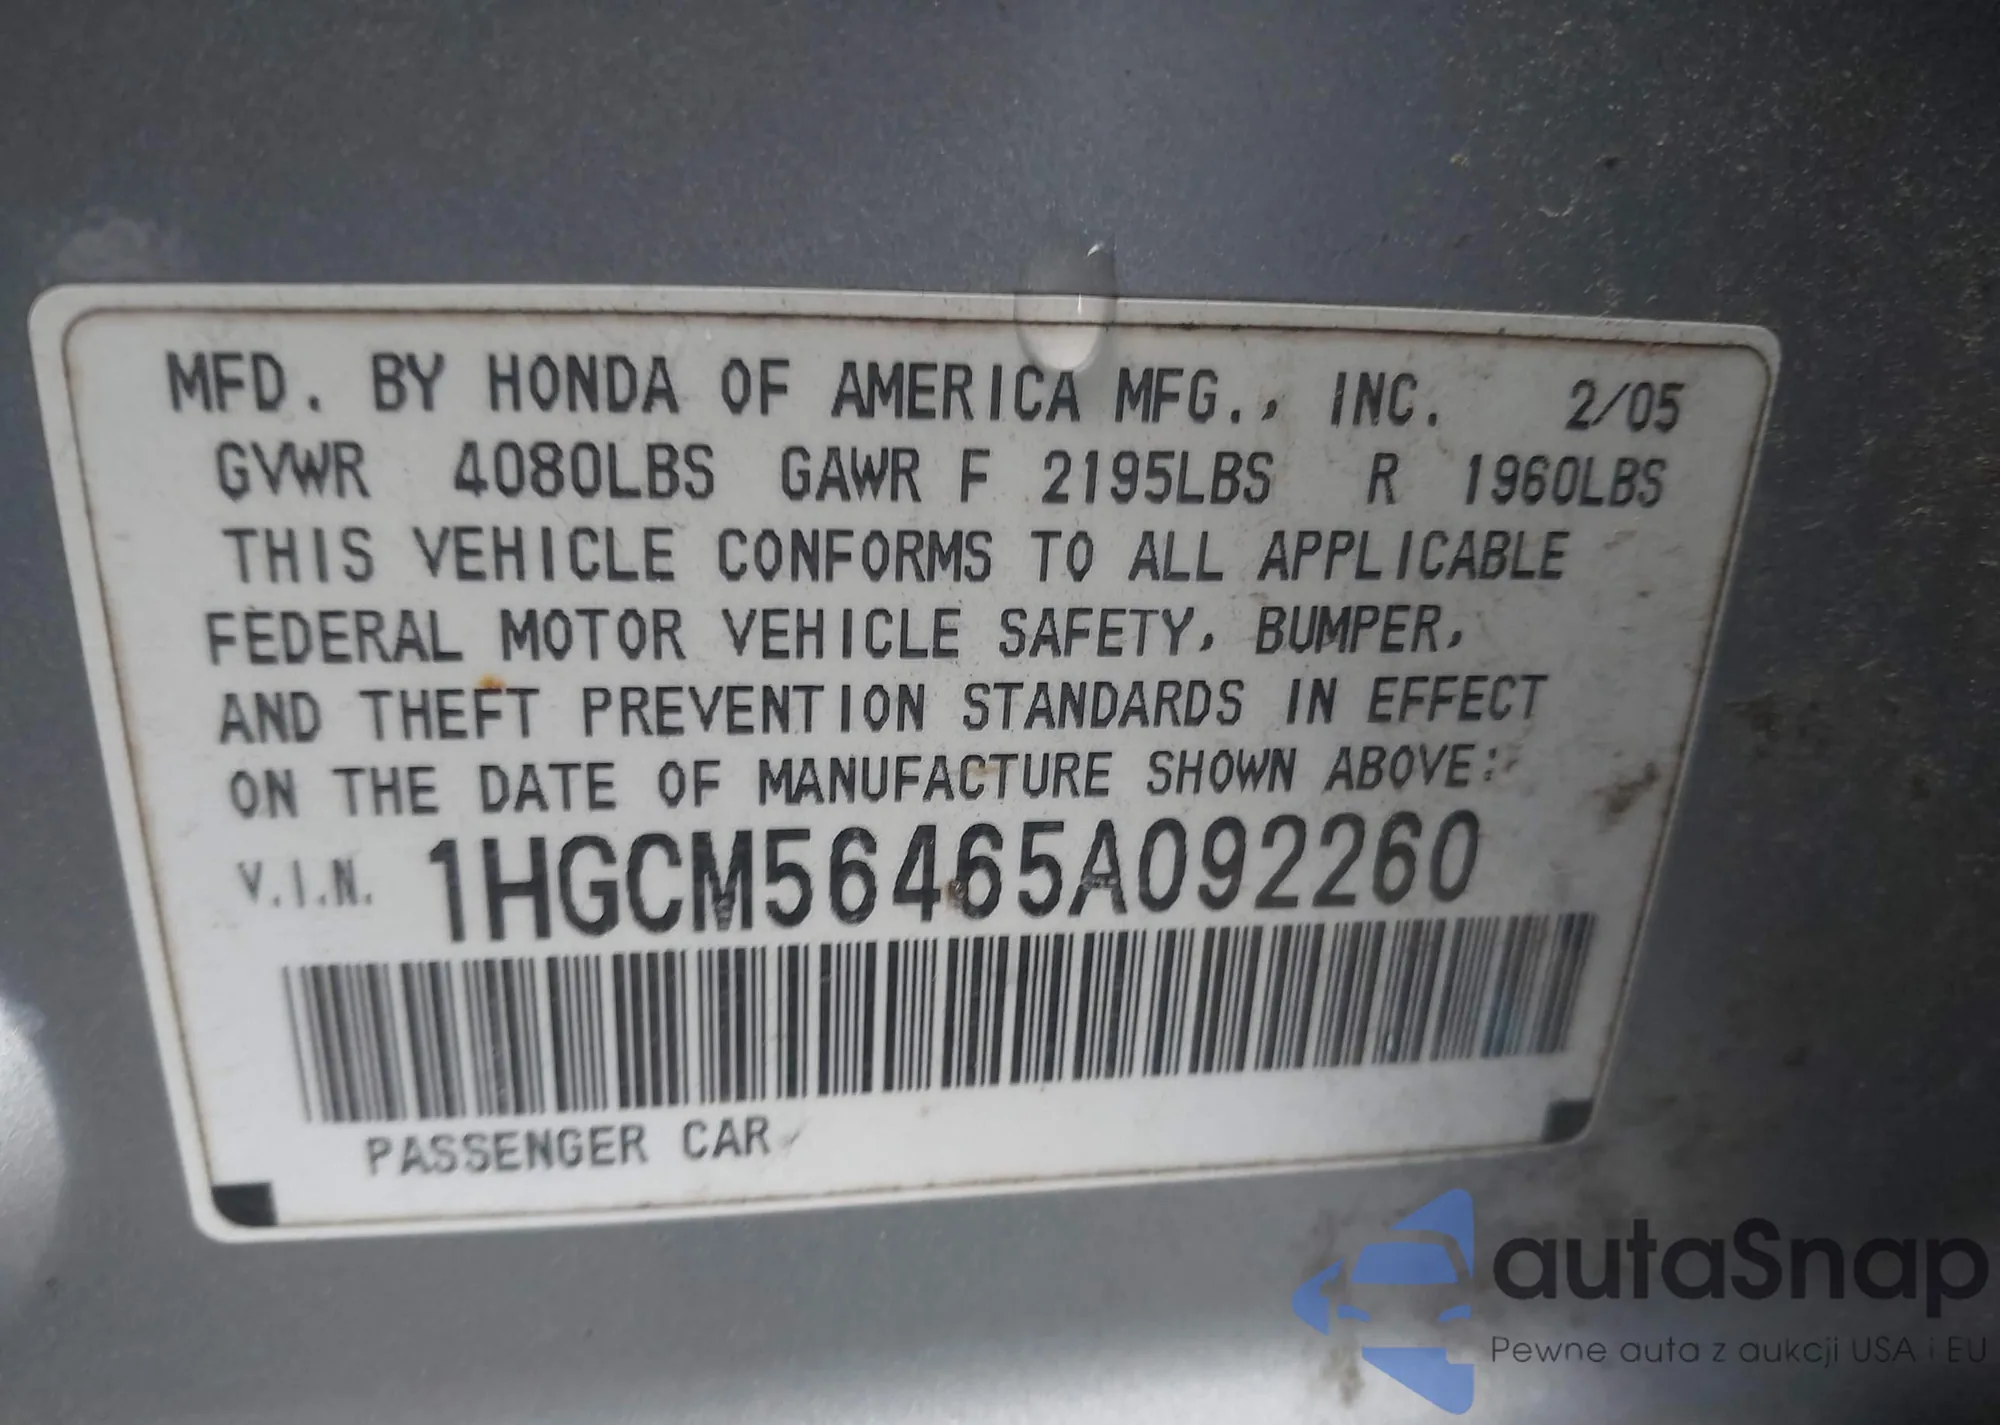 MFD. BY HONDA OF AMERICA MFG., INC. 2/05
GVWR 4080LBS GAWR F 2195LBS R 1960LBS
THIS VEHICLE CONFORMS TO ALL APPLICABLE
FEDERAL MOTOR VEHICLE SAFETY, BUMPER,
AND THEFT PREVENTION STANDARDS IN EFFECT
ON THE DATE OF MANUFACTURE SHOWN ABOVE:
V.I.N. 1HGCM56465A092260
PASSENGER CAR
autaSnap
Pewne auta z aukcji USA i EU